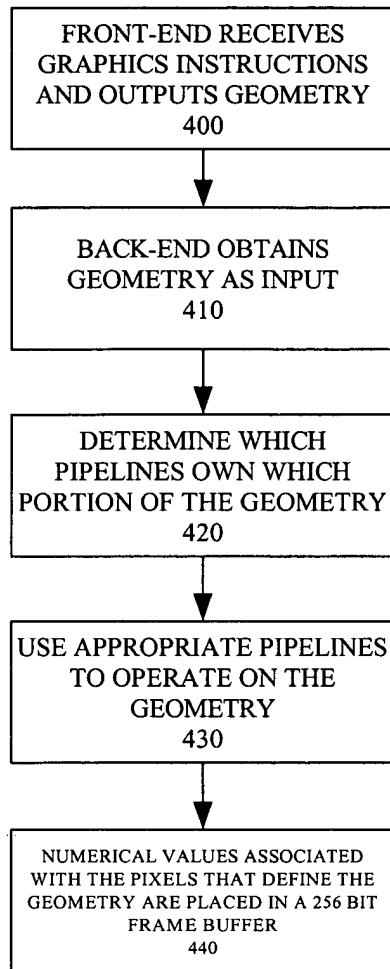 FRONT-END RECEIVES
GRAPHICS INSTRUCTIONS
AND OUTPUTS GEOMETRY
400
BACK-END OBTAINS
GEOMETRY AS INPUT
410
DETERMINE WHICH
PIPELINES OWN WHICH
PORTION OF THE GEOMETRY
420
USE APPROPRIATE PIPELINES
TO OPERATE ON THE
GEOMETRY
430
NUMERICAL VALUES ASSOCIATED
WITH THE PIXELS THAT DEFINE THE
GEOMETRY ARE PLACED IN A 256 BIT
FRAME BUFFER
440